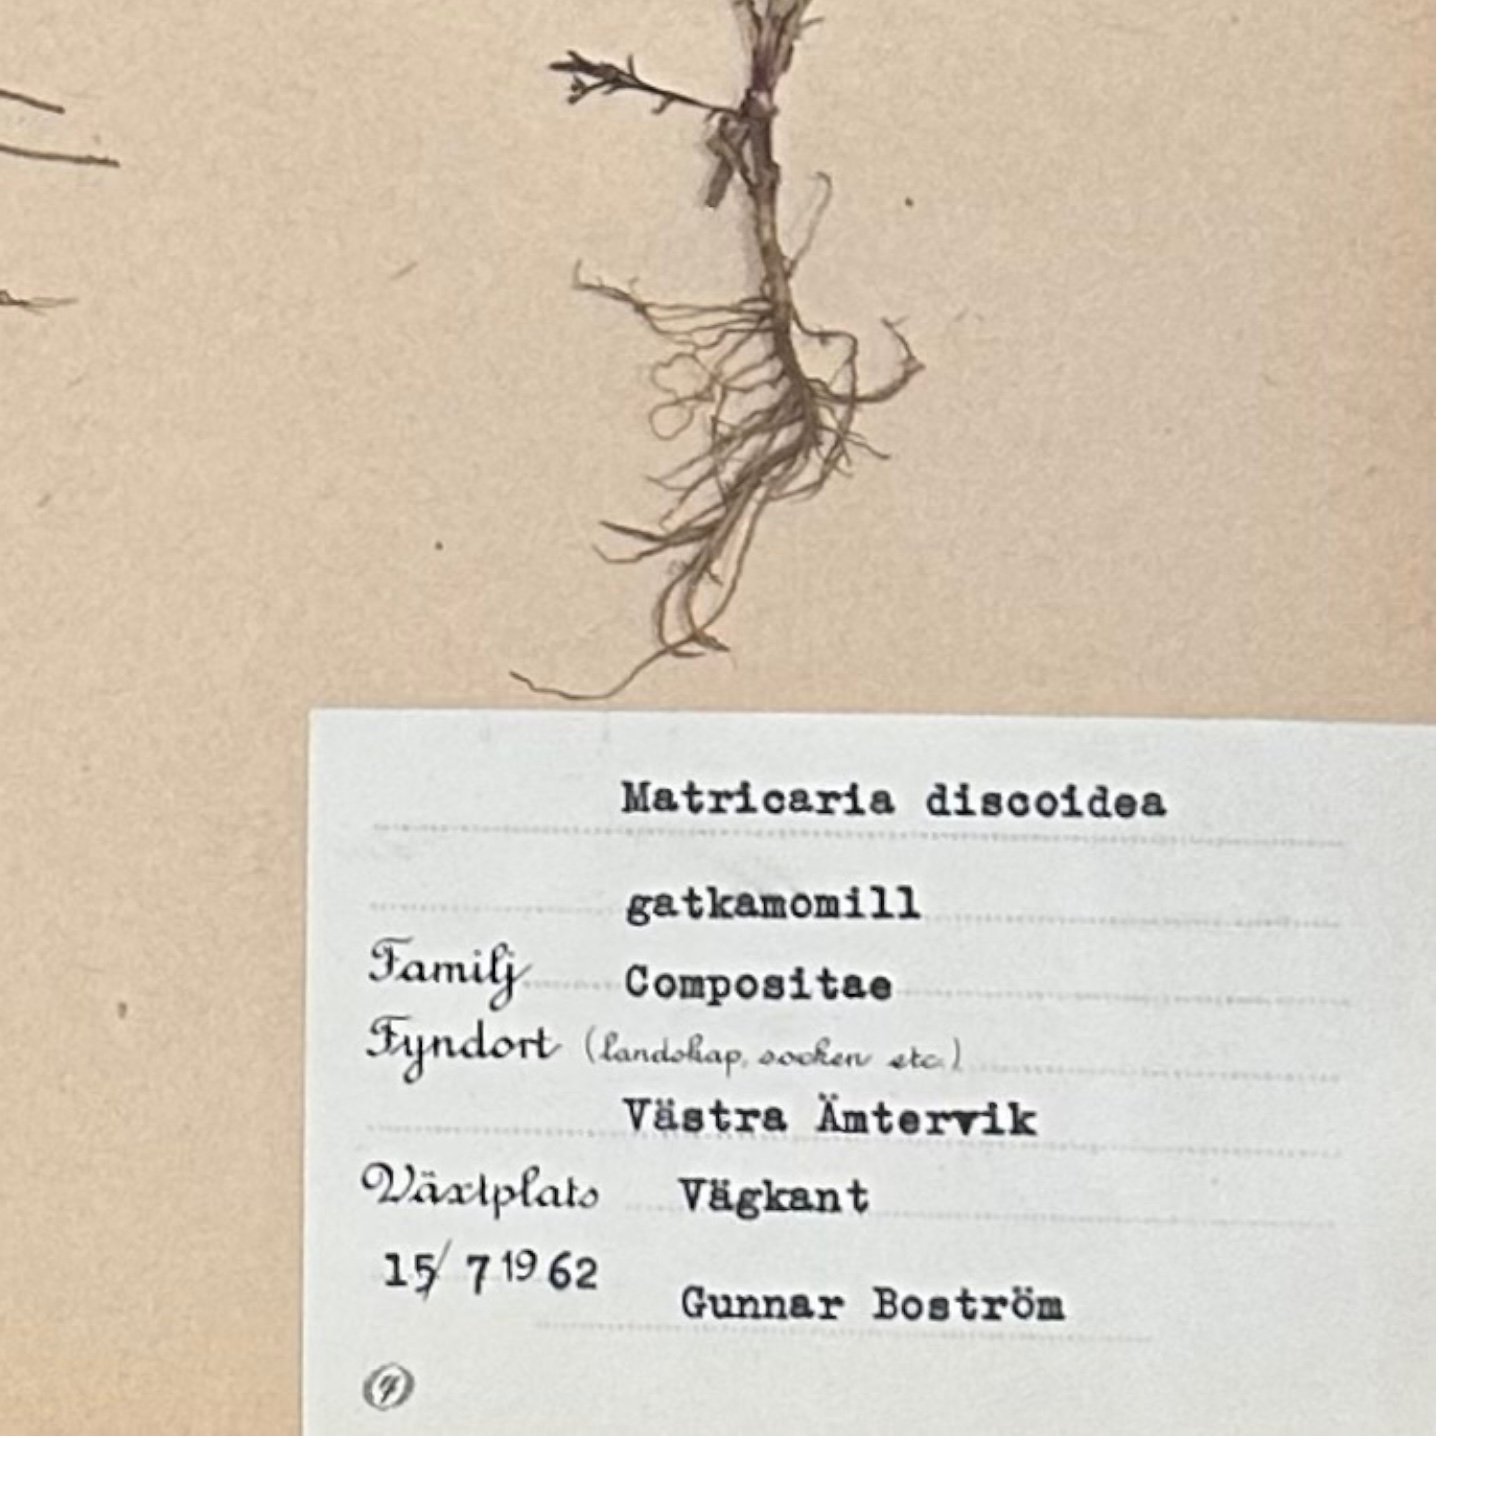 Matricaria discoidea
gatkamomill
Familj Compositae
Fyndort (landskap, socken etc.)
Västra Ämtervik
Växtplats Vägkant
15/7 1962
Gunnar Boström